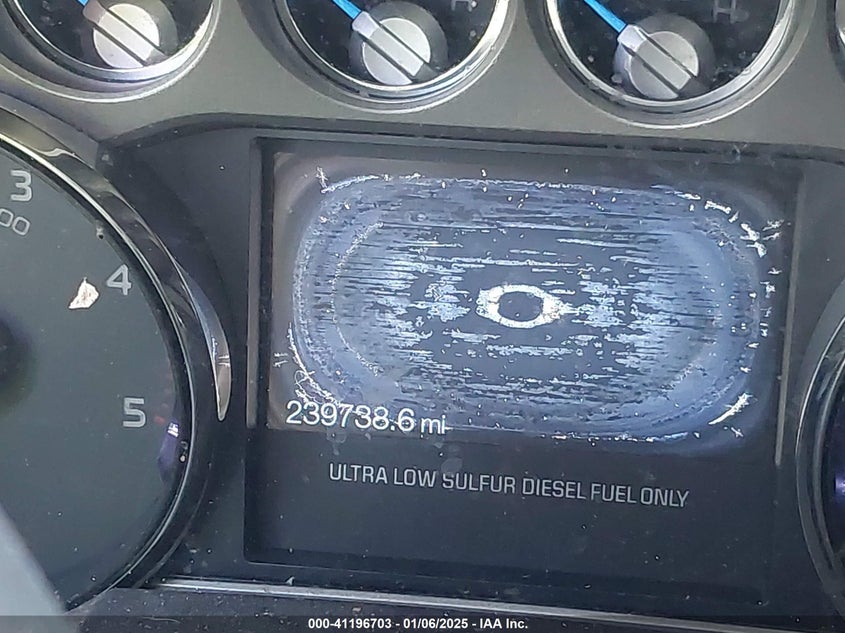 H
3
00
4
5
239738.6 mi
ULTRA LOW SULFUR DIESEL FUEL ONLY
000-41196703 - 01/06/2025 - IAA Inc.